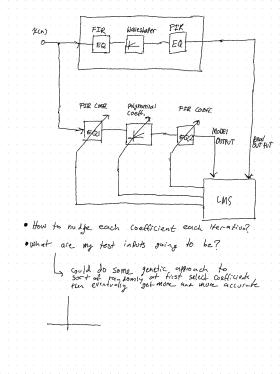 x(n)
FIR
Waveshaper
FIR
EQ
EQ
FIR COEF
Polynomial
Coeff.
FIR COEFF
EQ
EQ
MODEL
OUTPUT
OUTPUT
LMS
• How to nudge each coefficient each iteration?
• What are my test inputs going to be?
Could do some genetic approach to
sort of randomly at first select coefficients
then eventually get more and more accurate